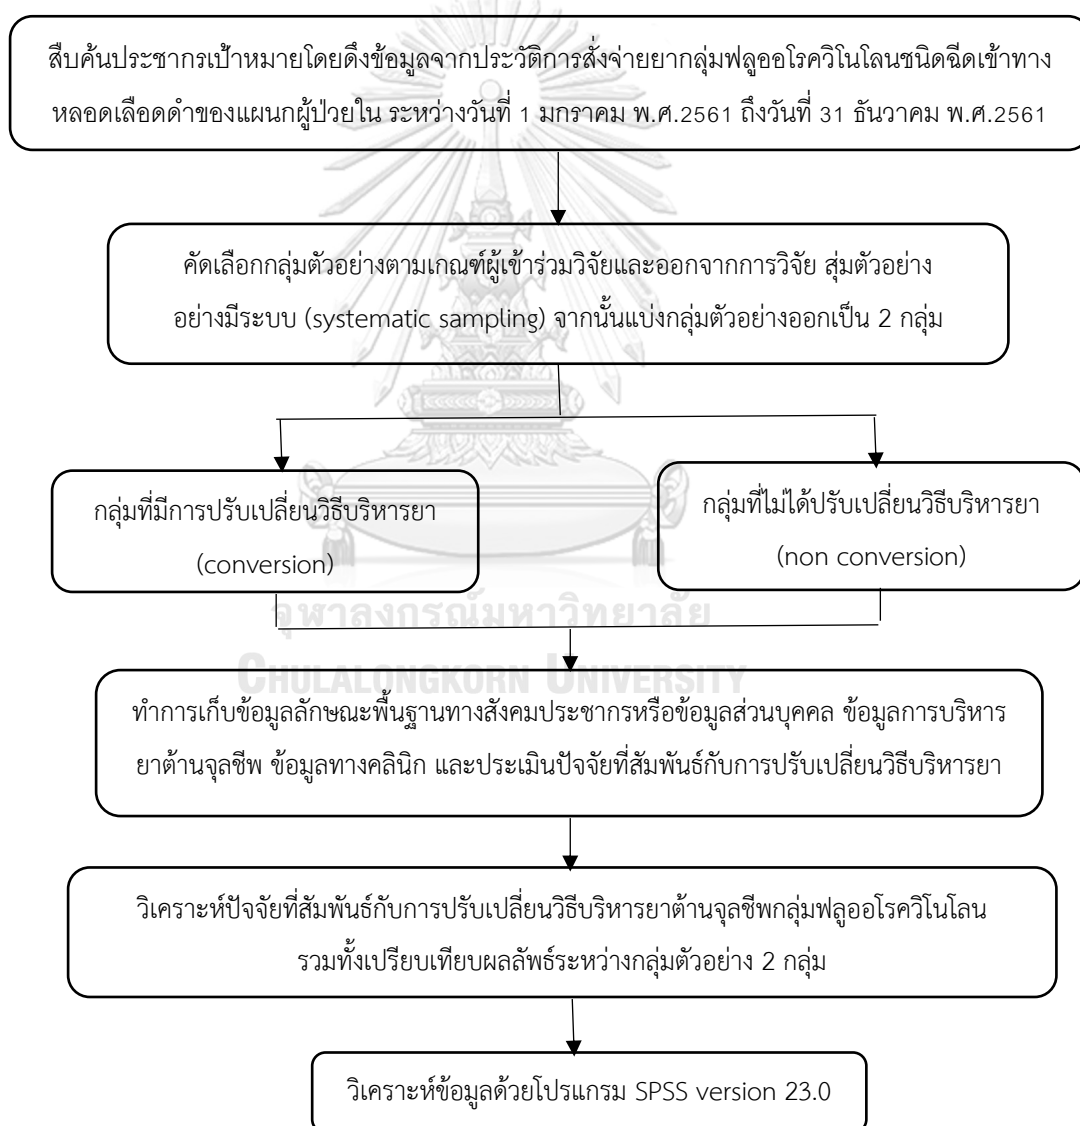 สืบค้นประชากรเป้าหมายโดยดึงข้อมูลจากประวัติการสั่งจ่ายยากลุ่มฟลูออโรควิโนโลนชนิดฉีดเข้าทาง
หลอดเลือดดำของแผนกผู้ป่วยใน ระหว่างวันที่ 1 มกราคม พ.ศ.2561 ถึงวันที่ 31 ธันวาคม พ.ศ.2561
คัดเลือกกลุ่มตัวอย่างตามเกณฑ์ผู้เข้าร่วมวิจัยและออกจากการวิจัย สุ่มตัวอย่าง
อย่างมีระบบ (systematic sampling) จากนั้นแบ่งกลุ่มตัวอย่างออกเป็น 2 กลุ่ม
กลุ่มที่มีการปรับเปลี่ยนวิธีบริหารยา
(conversion)
กลุ่มที่ไม่ได้ปรับเปลี่ยนวิธีบริหารยา
(non conversion)
จุฬาลงกรณ์มหาวิทยาลัย
CHULALONGKORN UNIVERSITY
ทำการเก็บข้อมูลลักษณะพื้นฐานทางสังคมประชากรหรือข้อมูลส่วนบุคคล ข้อมูลการบริหาร
ยาต้านจุลชีพ ข้อมูลทางคลินิก และประเมินปัจจัยที่สัมพันธ์กับการปรับเปลี่ยนวิธีบริหารยา
วิเคราะห์ปัจจัยที่สัมพันธ์กับการปรับเปลี่ยนวิธีบริหารยาต้านจุลชีพกลุ่มฟลูออโรควิโนโลน
รวมทั้งเปรียบเทียบผลลัพธ์ระหว่างกลุ่มตัวอย่าง 2 กลุ่ม
วิเคราะห์ข้อมูลด้วยโปรแกรม SPSS version 23.0